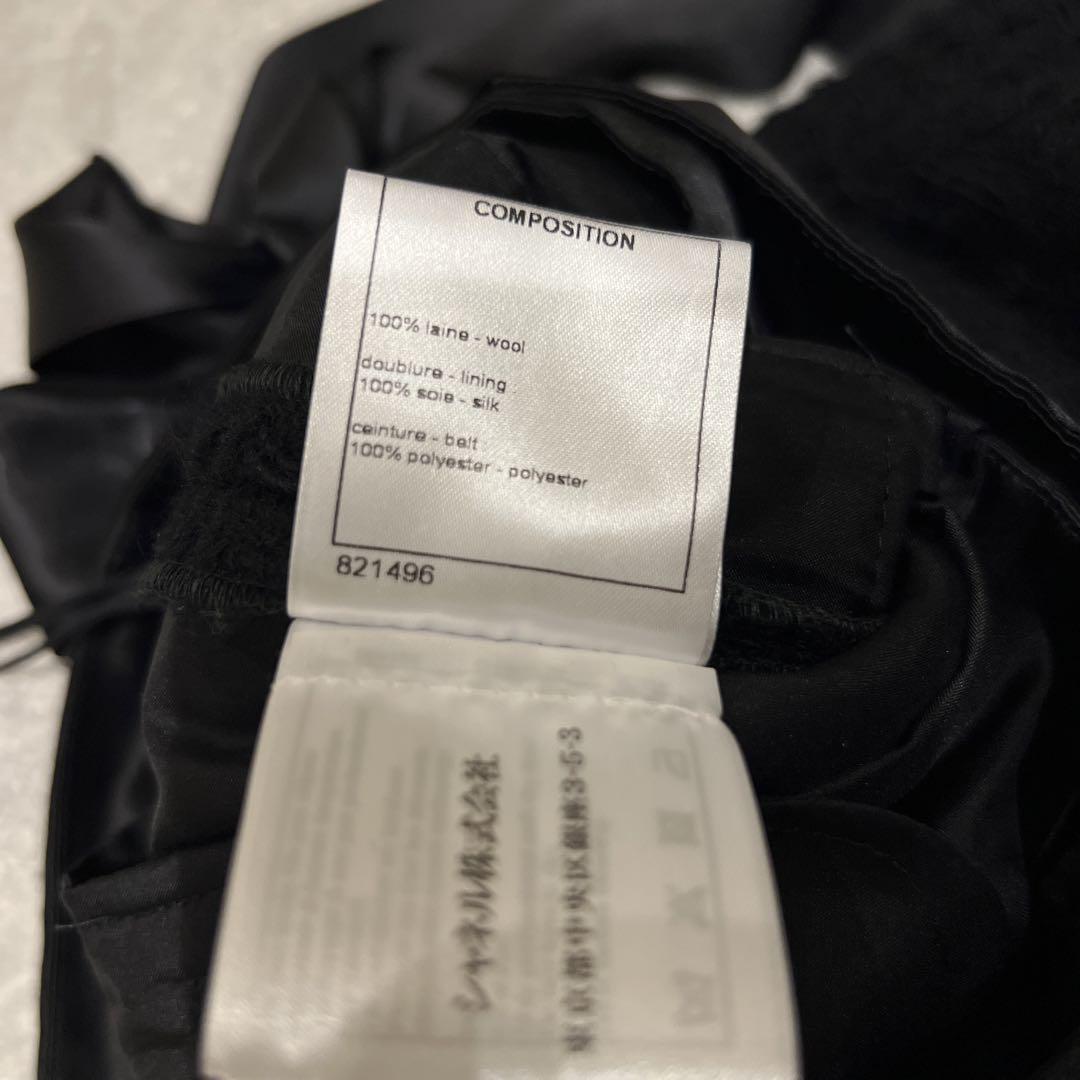 COMPOSITION
100% laine - wool
doublure - lining
100% soie - silk
ceinture - belt
100% polyester - polyester
821496
シャネル株式会社
東京都中央区銀座3-5-3